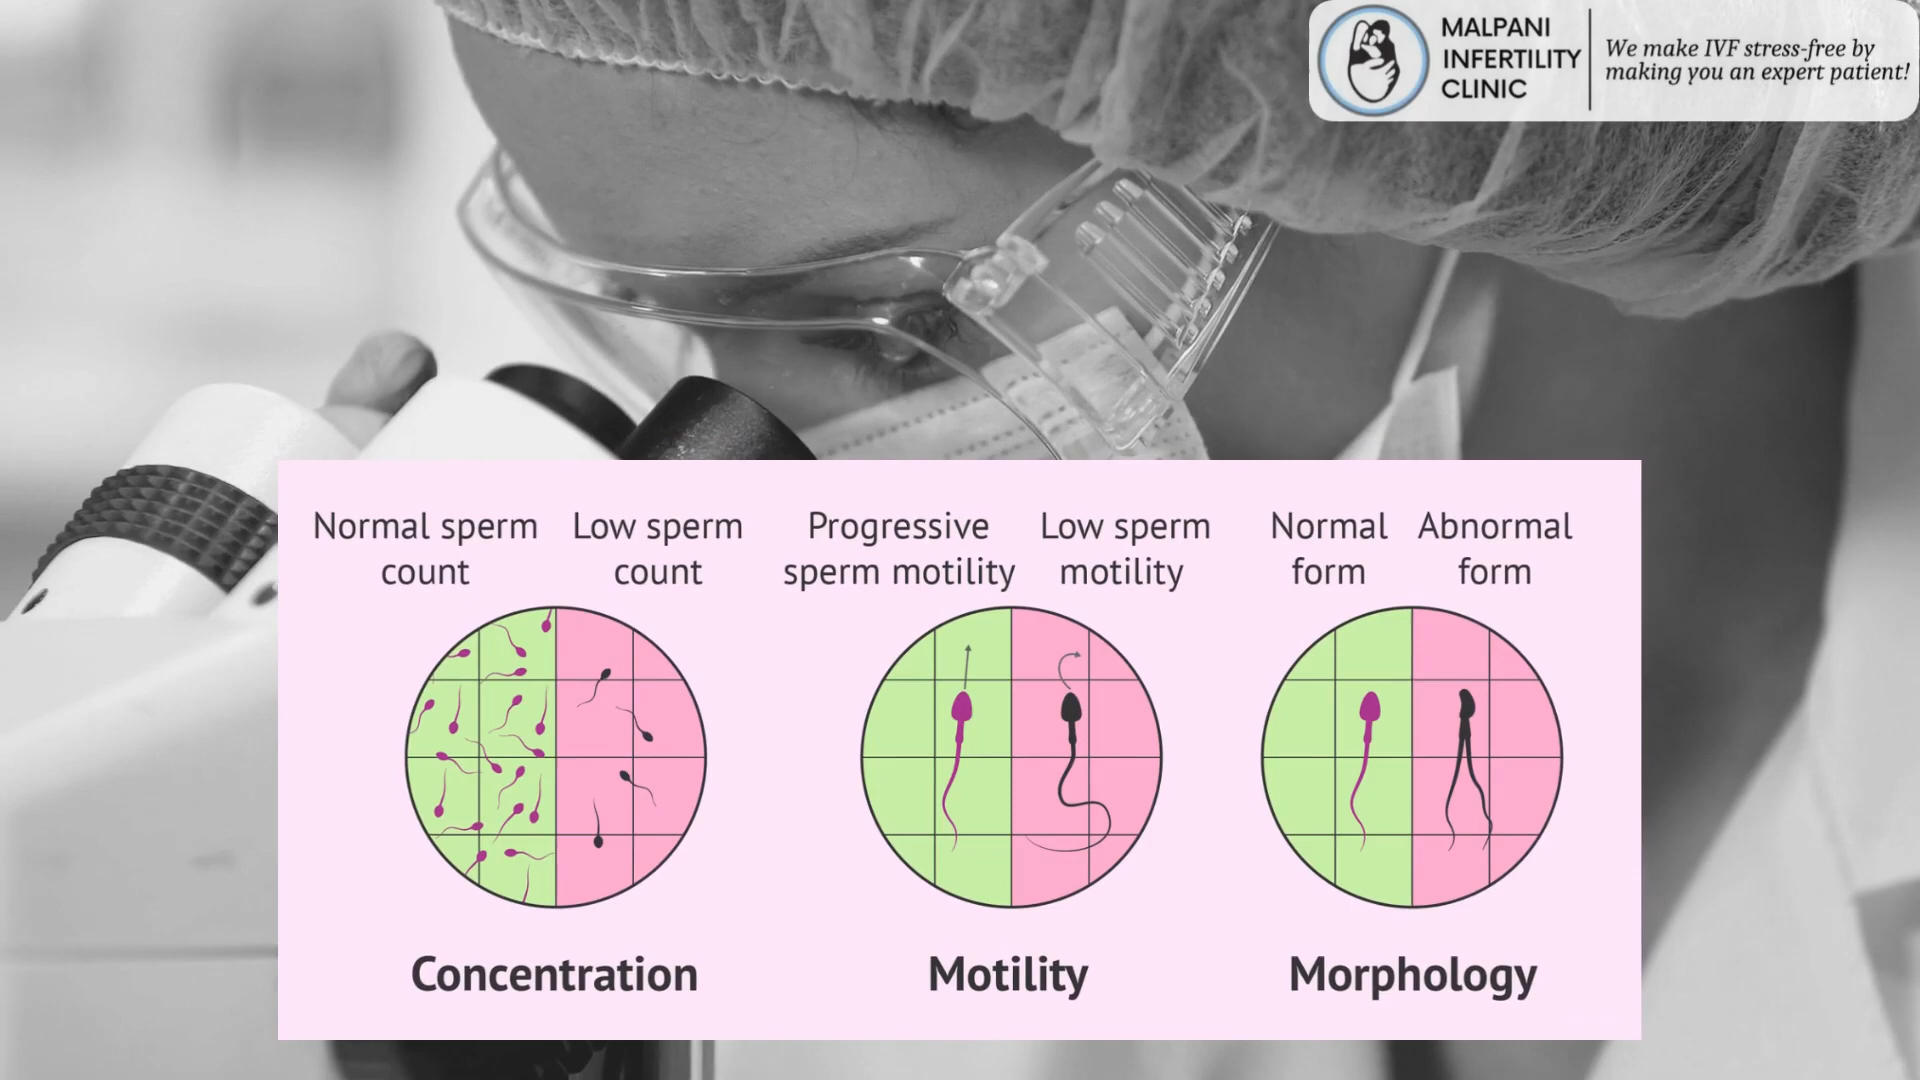 MALPANI
INFERTILITY
CLINIC
We make IVF stress-free by
making you an expert patient!
Normal sperm
count
Low sperm
count
Progressive
sperm motility
Low sperm
motility
Normal
form
Abnormal
form
Concentration
Motility
Morphology